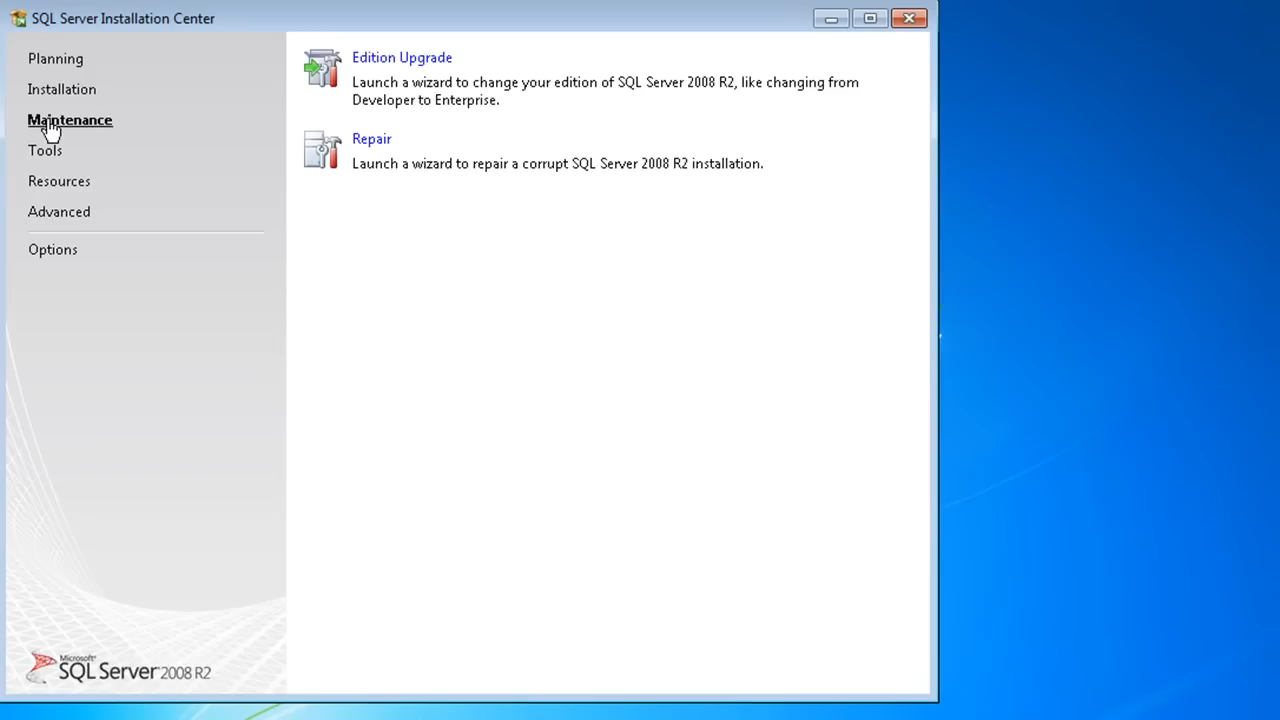 SQL Server Installation Center
Planning
Installation
Maintenance
Tools
Resources
Advanced
Options
Edition Upgrade
Launch a wizard to change your edition of SQL Server 2008 R2, like changing from
Developer to Enterprise.
Repair
Launch a wizard to repair a corrupt SQL Server 2008 R2 installation.
Microsoft®
SQL Server® 2008 R2